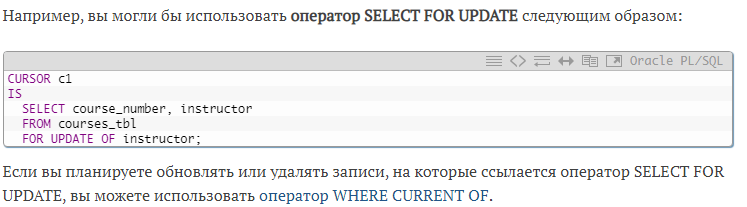 Например, вы могли бы использовать оператор SELECT FOR UPDATE следующим образом:
Oracle PL/SQL
CURSOR c1
IS
  SELECT course_number, instructor
  FROM courses_tbl
  FOR UPDATE OF instructor;
Если вы планируете обновлять или удалять записи, на которые ссылается оператор SELECT FOR
UPDATE, вы можете использовать оператор WHERE CURRENT OF.